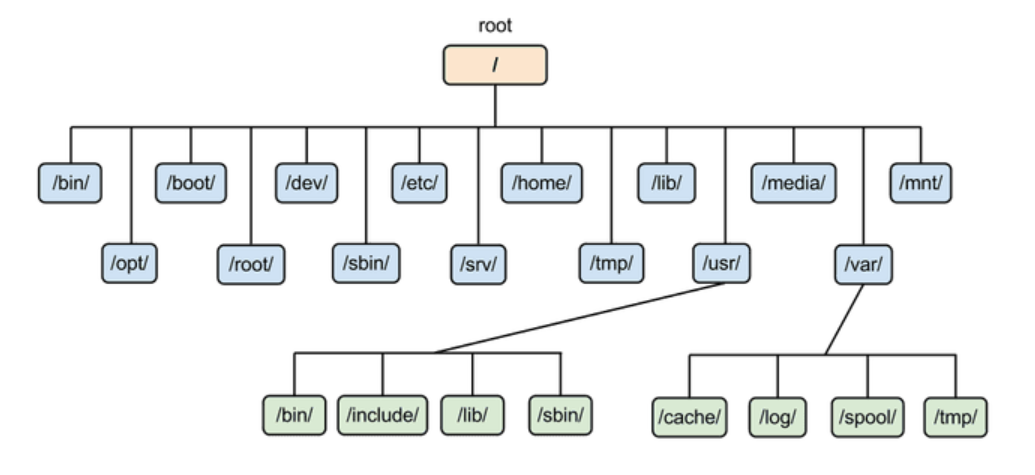 root
/
/bin/ /boot/ /dev/ /etc/ /home/ /lib/ /media/ /mnt/
/opt/ /root/ /sbin/ /srv/ /tmp/ /usr/ /var/
/bin/ /include/ /lib/ /sbin/ /cache/ /log/ /spool/ /tmp/